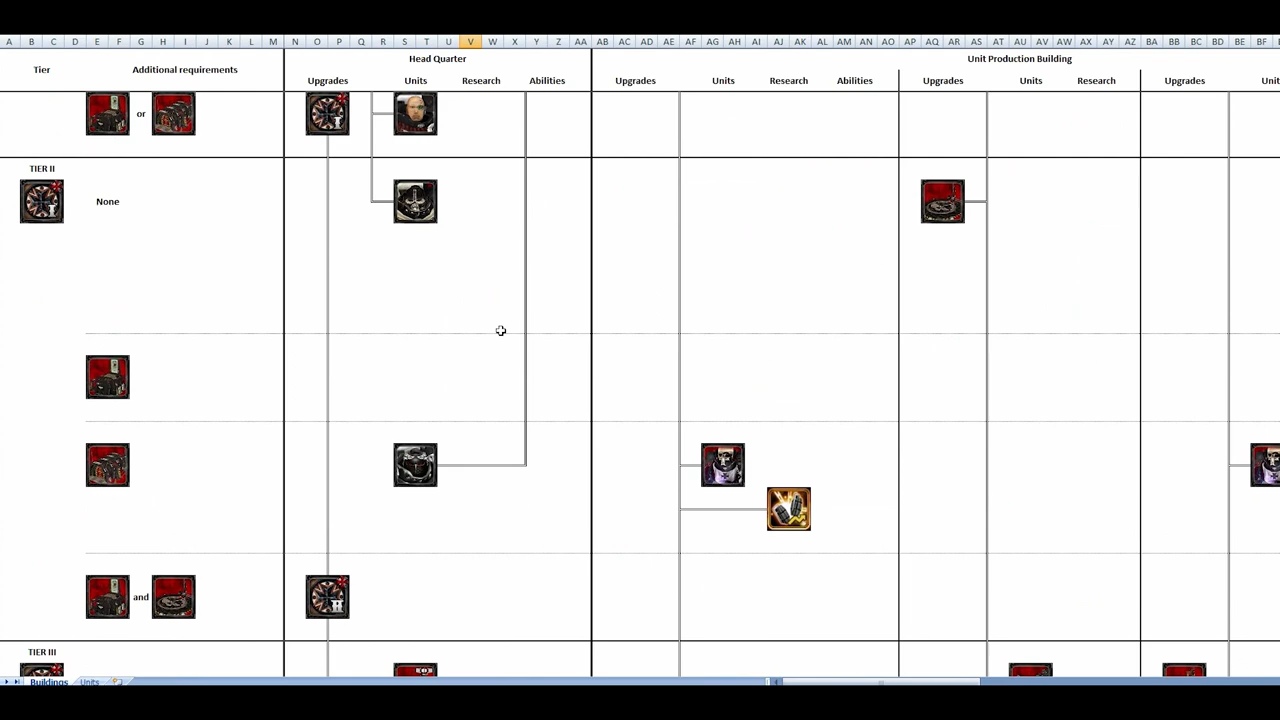 A B C D E F G H I J K L M N O P Q R S T U V W X Y Z AA AB AC AD AE AF AG AH AI AJ AK AL AM AN AO AP AQ AR AS AT AU AV AW AX AY AZ BA BB BC BD BE BF
Head Quarter Unit Production Building
Tier Additional requirements
Upgrades Units Research Abilities Upgrades Units Research Abilities Upgrades Units Research Upgrades Unit
or I
TIER II
I None
and II
TIER III
Buildings Units